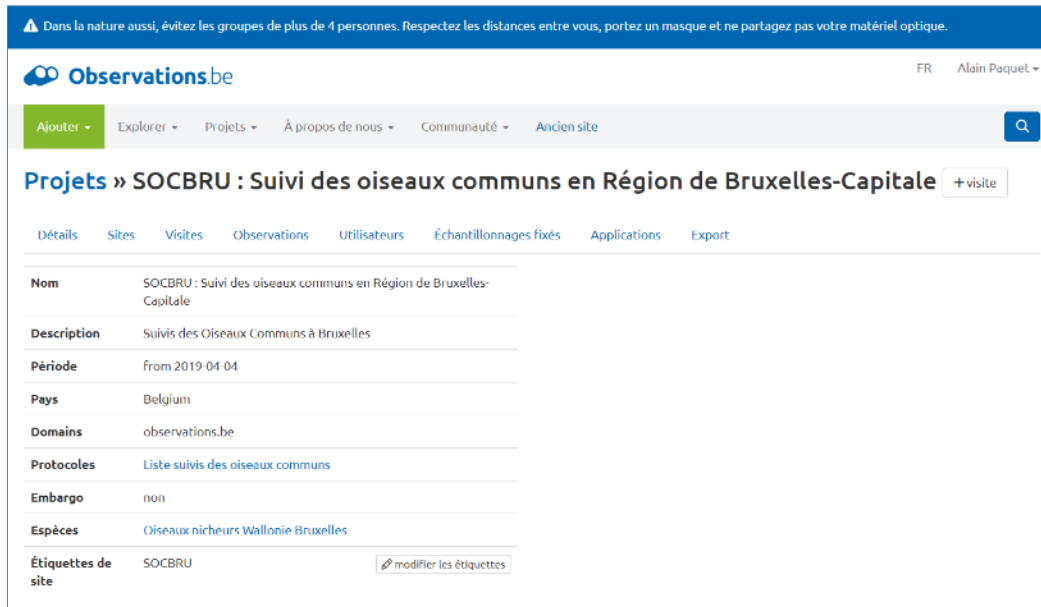 Dans la nature aussi, évitez les groupes de plus de 4 personnes. Respectez les distances entre vous, portez un masque et ne partagez pas votre matériel optique.
Observations.be
FR Alain Paquet
Ajouter Explorer Projets À propos de nous Communauté Ancien site
Projets » SOCBRU : Suivi des oiseaux communs en Région de Bruxelles-Capitale + visite
Détails Sites Visites Observations Utilisateurs Échantillonnages fixés Applications Export
Nom SOCBRU : Suivi des oiseaux communs en Région de Bruxelles-
Capitale
Description Suivis des Oiseaux Communs à Bruxelles
Période from 2019-04-04
Pays Belgium
Domains observations.be
Protocoles Liste suivis des oiseaux communs
Embargo non
Espèces Oiseaux nicheurs Wallonie Bruxelles
Étiquettes de SOCBRU modifier les étiquettes
site